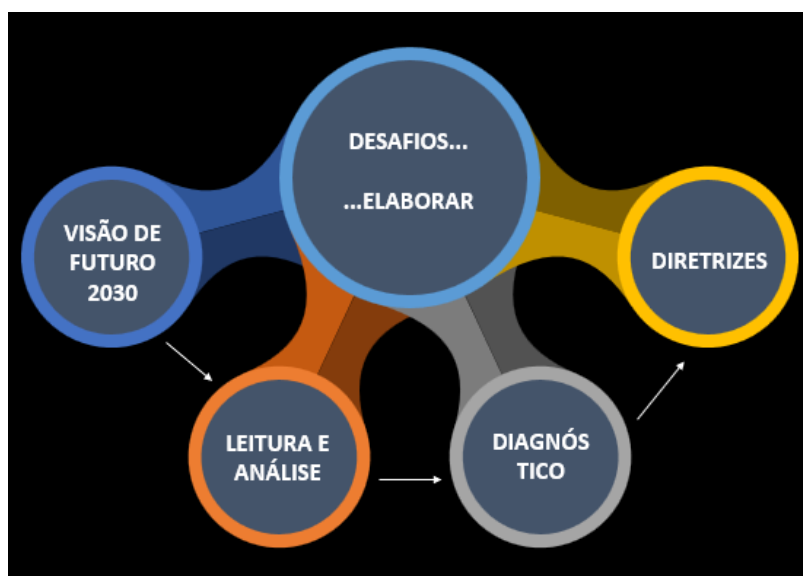 DESAFIOS...
...ELABORAR
VISÃO DE
FUTURO
2030
LEITURA E
ANÁLISE
DIAGNÓS
TICO
DIRETRIZES